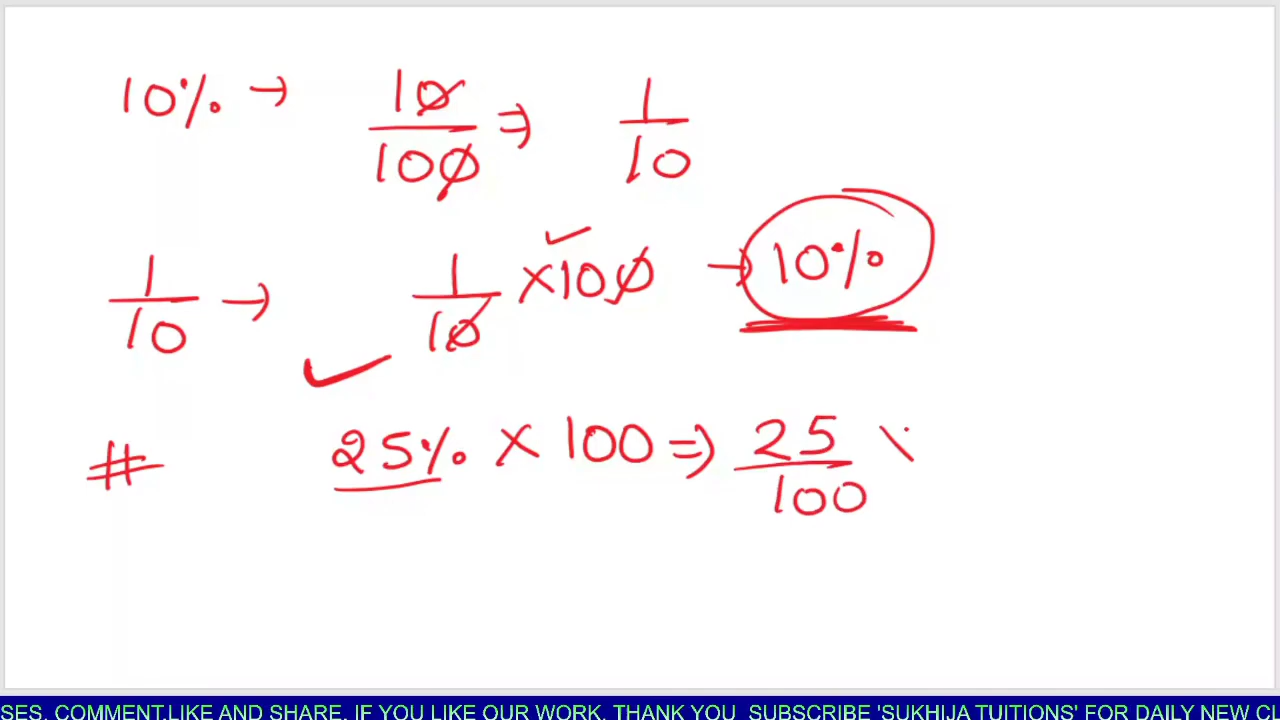 10% → 10/100 ⇒ 1/10
1/10 → 1/10 ×100 → 10%
# 25% × 100 ⇒ 25/100
SES. COMMENT,LIKE AND SHARE, IF YOU LIKE OUR WORK. THANK YOU SUBSCRIBE 'SUKHIJA TUITIONS' FOR DAILY NEW CL